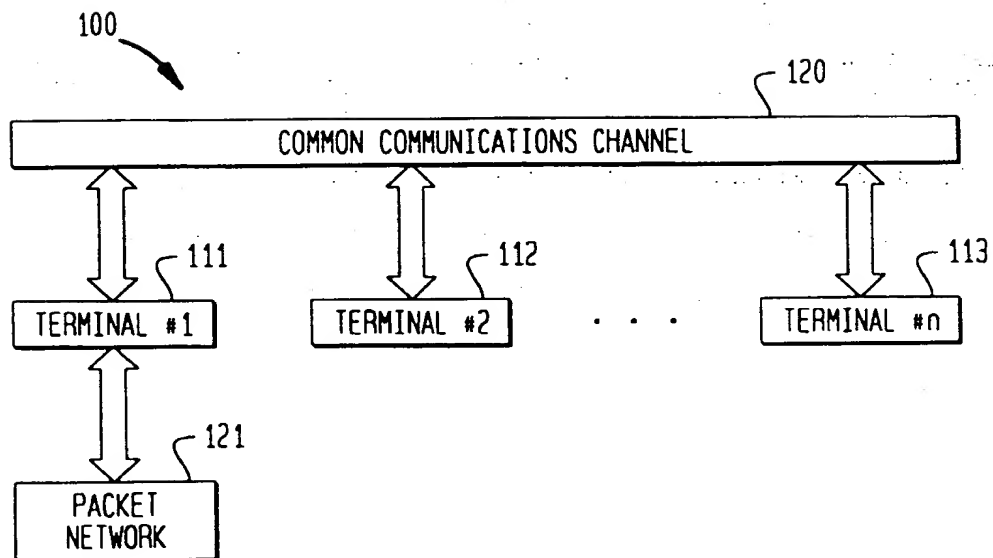 100
120
COMMON COMMUNICATIONS CHANNEL
111
112
113
TERMINAL #1
TERMINAL #2
. . .
TERMINAL #n
121
PACKET
NETWORK